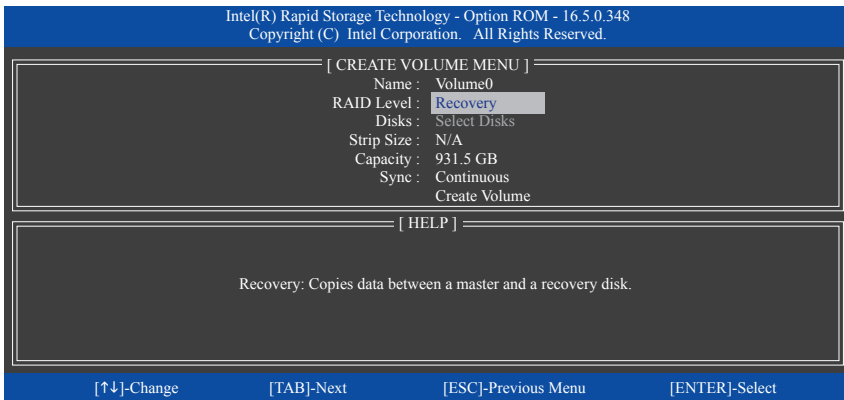 Intel(R) Rapid Storage Technology - Option ROM - 16.5.0.348
Copyright (C) Intel Corporation. All Rights Reserved.
[ CREATE VOLUME MENU ]
Name : Volume0
RAID Level : Recovery
Disks : Select Disks
Strip Size : N/A
Capacity : 931.5 GB
Sync : Continuous
Create Volume
[ HELP ]
Recovery: Copies data between a master and a recovery disk.
[↑↓]-Change [TAB]-Next [ESC]-Previous Menu [ENTER]-Select